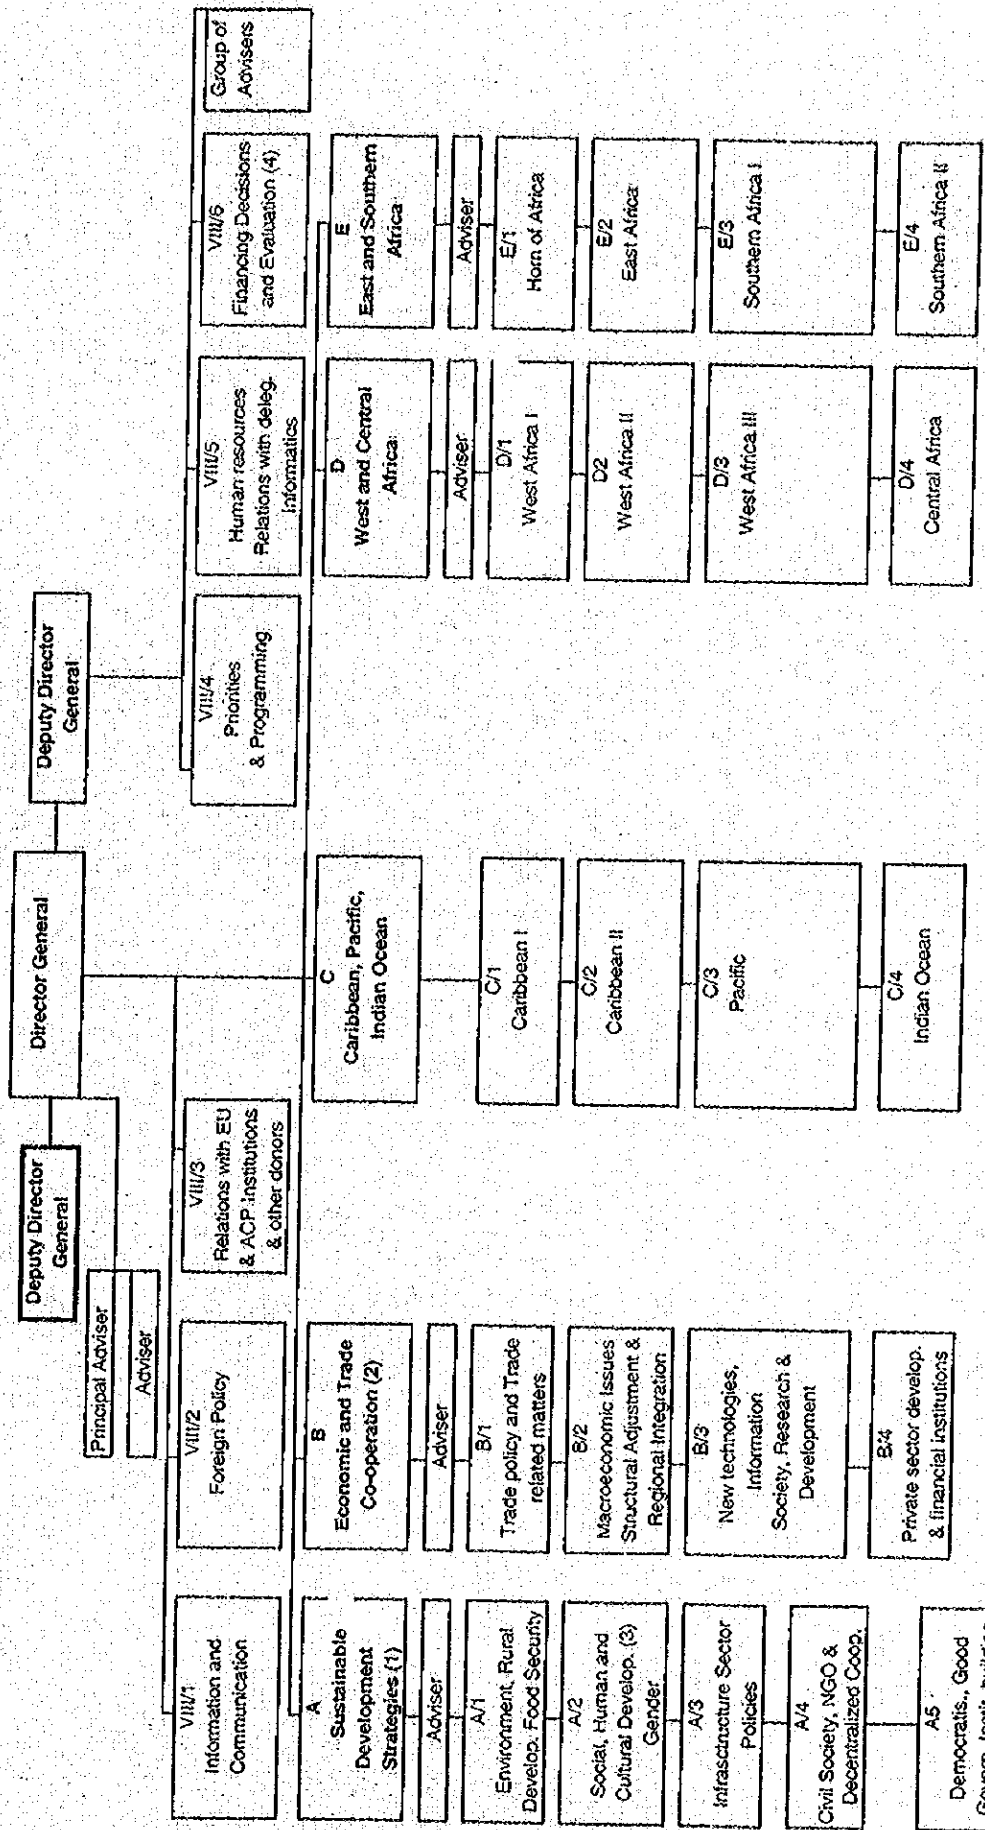 Director General
Deputy Director
General
Deputy Director
General
Principal Adviser
Adviser
VIII/1
Information and
Communication
VIII/2
Foreign Policy
VIII/3
Relations with EU
& ACP institutions
& other donors
VIII/4
Priorities
& Programming
VIII/5
Human resources
Relations with deleg.
Informatics
VIII/6
Financing Decisions
and Evaluation (4)
Group of
Advisers
A
Sustainable
Development
Strategies (1)
Adviser
A/1
Environment, Rural
Develop. Food Security
A/2
Social, Human and
Cultural Develop. (3)
Gender
A/3
Infrasctructure Sector
Policies
A/4
Civil Society, NGO &
Decentralized Coop.
A5
Democratis., Good
B
Economic and Trade
Co-operation (2)
Adviser
B/1
Trade policy and Trade
related matters
B/2
Macroeconomic Issues
Structural Adjustment &
Regional Integration
B/3
New technologies,
Information
Society, Research &
Development
B/4
Private sector develop.
& financial institutions
C
Caribbean, Pacific,
Indian Ocean
C/1
Caribbean I
C/2
Caribbean II
C/3
Pacific
C/4
Indian Ocean
D
West and Central
Africa
Adviser
D/1
West Africa I
D2
West Africa II
D/3
West Africa III
D/4
Central Africa
E
East and Southern
Africa
Adviser
E/1
Horn of Africa
E/2
East Africa
E/3
Southern Africa I
E/4
Southern Africa II